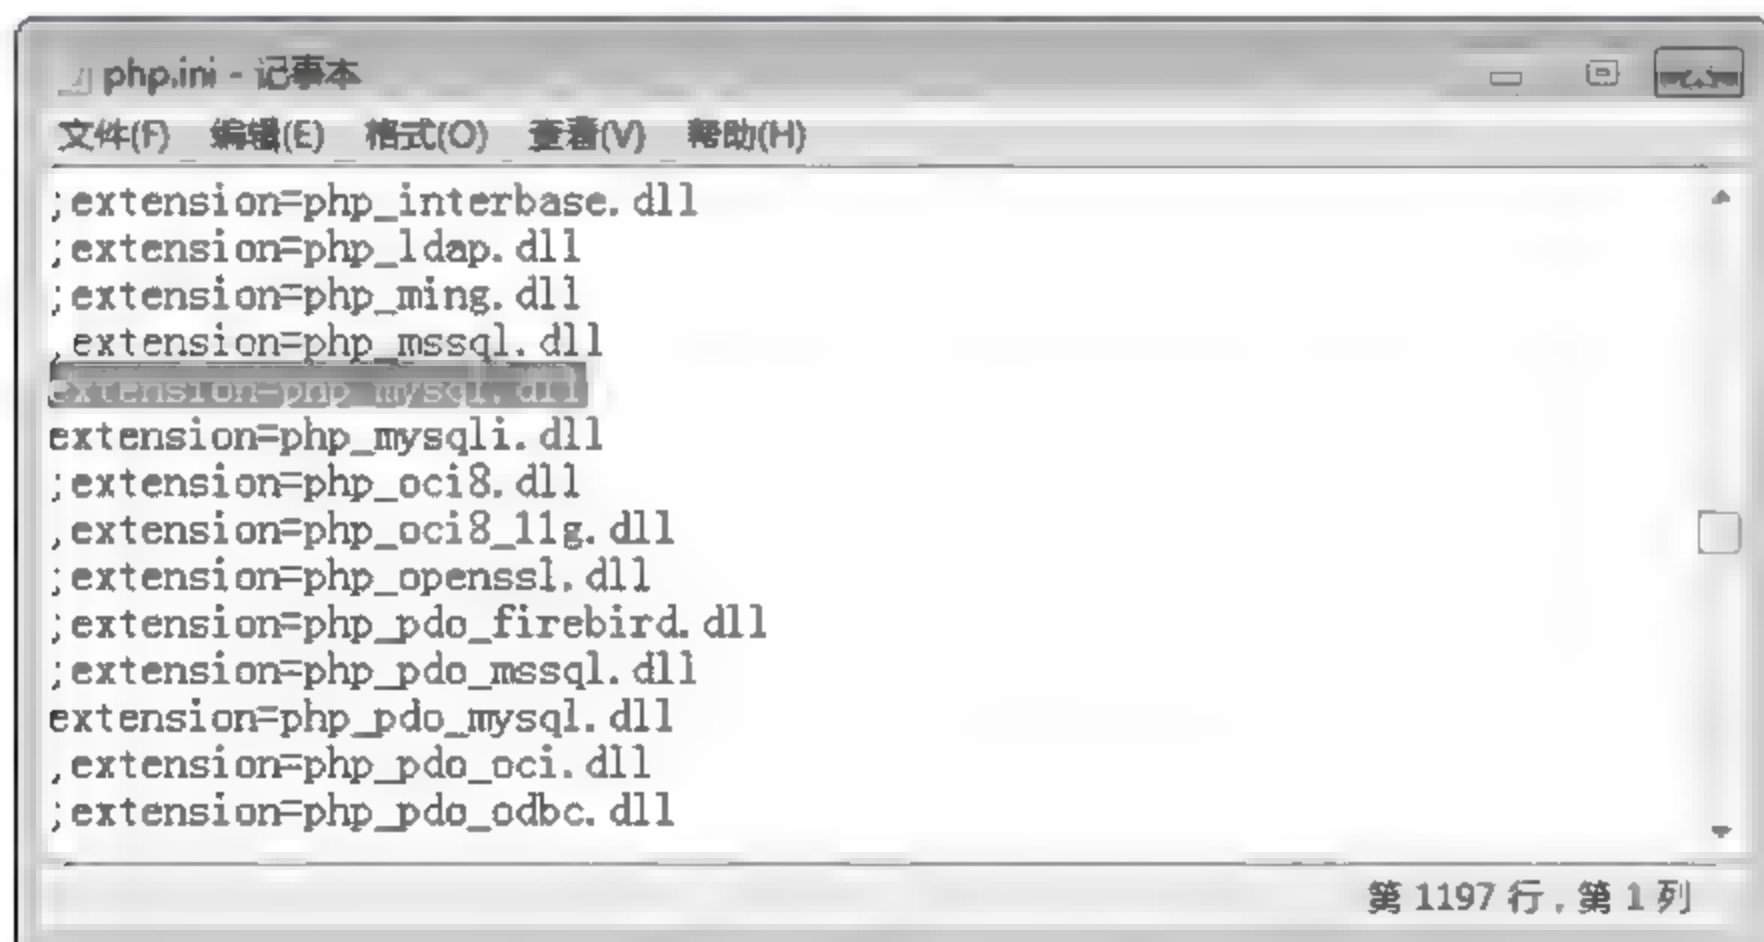 php.ini - 记事本
文件(F) 编辑(E) 格式(O) 查看(V) 帮助(H)
;extension=php_interbase.dll
;extension=php_ldap.dll
;extension=php_ming.dll
;extension=php_mssql.dll
extension=php_mysql.dll
extension=php_mysqli.dll
;extension=php_oci8.dll
;extension=php_oci8_11g.dll
;extension=php_openssl.dll
;extension=php_pdo_firebird.dll
;extension=php_pdo_mssql.dll
extension=php_pdo_mysql.dll
;extension=php_pdo_oci.dll
;extension=php_pdo_odbc.dll
第 1197 行，第 1 列